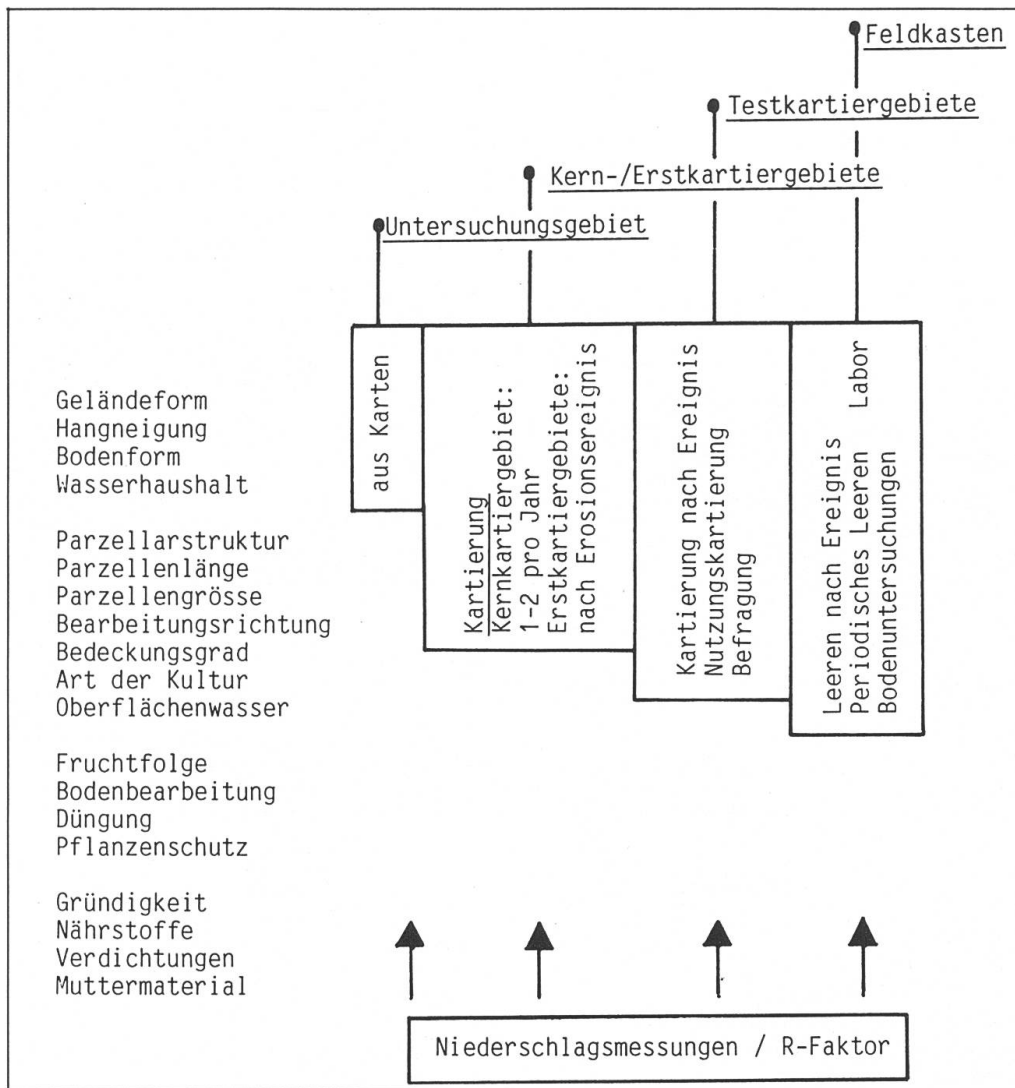 Feldkasten
Testkartiergebiete
Kern-/Erstkartiergebiete
Untersuchungsgebiet
Geländeform
Hangneigung
Bodenform
Wasserhaushalt
Parzellarstruktur
Parzellenlänge
Parzellengrösse
Bearbeitungsrichtung
Bedeckungsgrad
Art der Kultur
Oberflächenwasser
Fruchtfolge
Bodenbearbeitung
Düngung
Pflanzenschutz
Gründigkeit
Nährstoffe
Verdichtungen
Muttermaterial
aus Karten
Kartierung
Kernkartiergebiet:
1-2 pro Jahr
Erstkartiergebiete:
nach Erosionsereignis
Kartierung nach Ereignis
Nutzungskartierung
Befragung
Leeren nach Ereignis
Periodisches Leeren Labor
Bodenuntersuchungen
Niederschlagsmessungen / R-Faktor